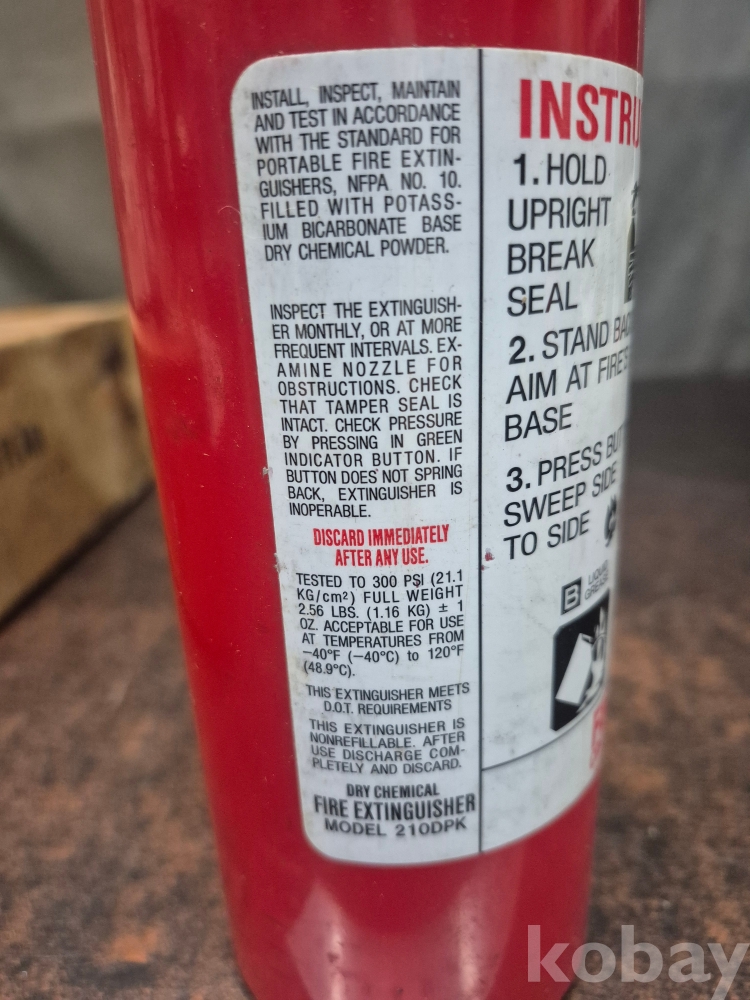 INSTALL, INSPECT, MAINTAIN
AND TEST IN ACCORDANCE
WITH THE STANDARD FOR
PORTABLE FIRE EXTIN-
GUISHERS, NFPA NO. 10.
FILLED WITH POTASS-
IUM BICARBONATE BASE
DRY CHEMICAL POWDER.
INSPECT THE EXTINGUISH-
ER MONTHLY, OR AT MORE
FREQUENT INTERVALS. EX-
AMINE NOZZLE FOR
OBSTRUCTIONS. CHECK
THAT TAMPER SEAL IS
INTACT. CHECK PRESSURE
BY PRESSING IN GREEN
INDICATOR BUTTON. IF
BUTTON DOES NOT SPRING
BACK, EXTINGUISHER IS
INOPERABLE.
DISCARD IMMEDIATELY
AFTER ANY USE.
TESTED TO 300 PSI (21.1
KG/cm²) FULL WEIGHT
2.56 LBS. (1.16 KG) ± 1
OZ. ACCEPTABLE FOR USE
AT TEMPERATURES FROM
–40°F (–40°C) to 120°F
(48.9°C).
THIS EXTINGUISHER MEETS
D.O.T. REQUIREMENTS
THIS EXTINGUISHER IS
NONREFILLABLE. AFTER
USE DISCHARGE COM-
PLETELY AND DISCARD.
DRY CHEMICAL
FIRE EXTINGUISHER
MODEL 210DPK
INSTRU
1. HOLD
UPRIGHT
BREAK
SEAL
2. STAND BAC
AIM AT FIRE'S
BASE
3. PRESS BUT
SWEEP SIDE
TO SIDE
B LIQUID
GREASE
kobay